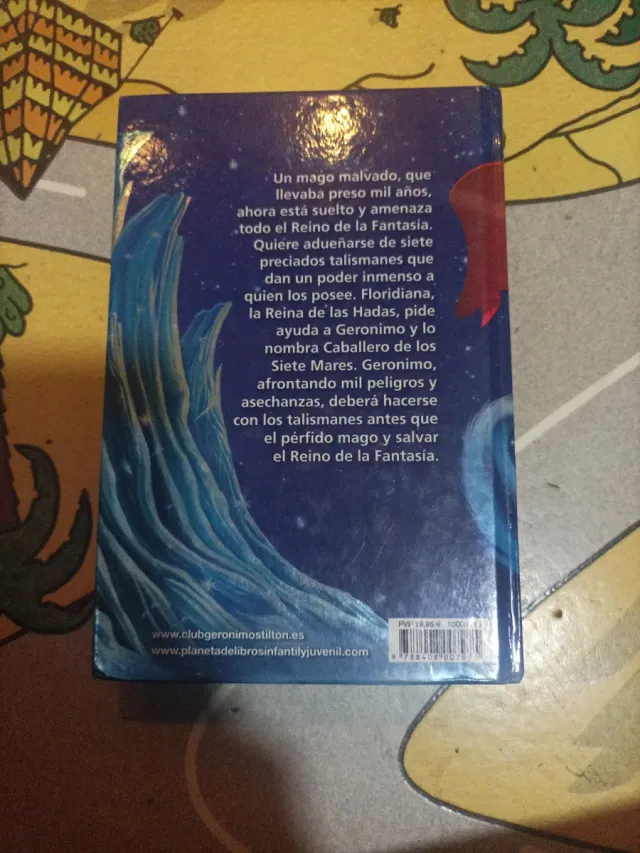 Un mago malvado, que
llevaba preso mil años,
ahora está suelto y amenaza
todo el Reino de la Fantasía.
Quiere adueñarse de siete
preciados talismanes que
dan un poder inmenso a
quien los posee. Floridiana,
la Reina de las Hadas, pide
ayuda a Geronimo y lo
nombra Caballero de los
Siete Mares. Geronimo,
afrontando mil peligros y
asechanzas, deberá hacerse
con los talismanes antes que
el pérfido mago y salvar
el Reino de la Fantasía.
www.clubgeronimostilton.es
www.planetadelibrosinfantilyjuvenil.com
PVP 19,95 €